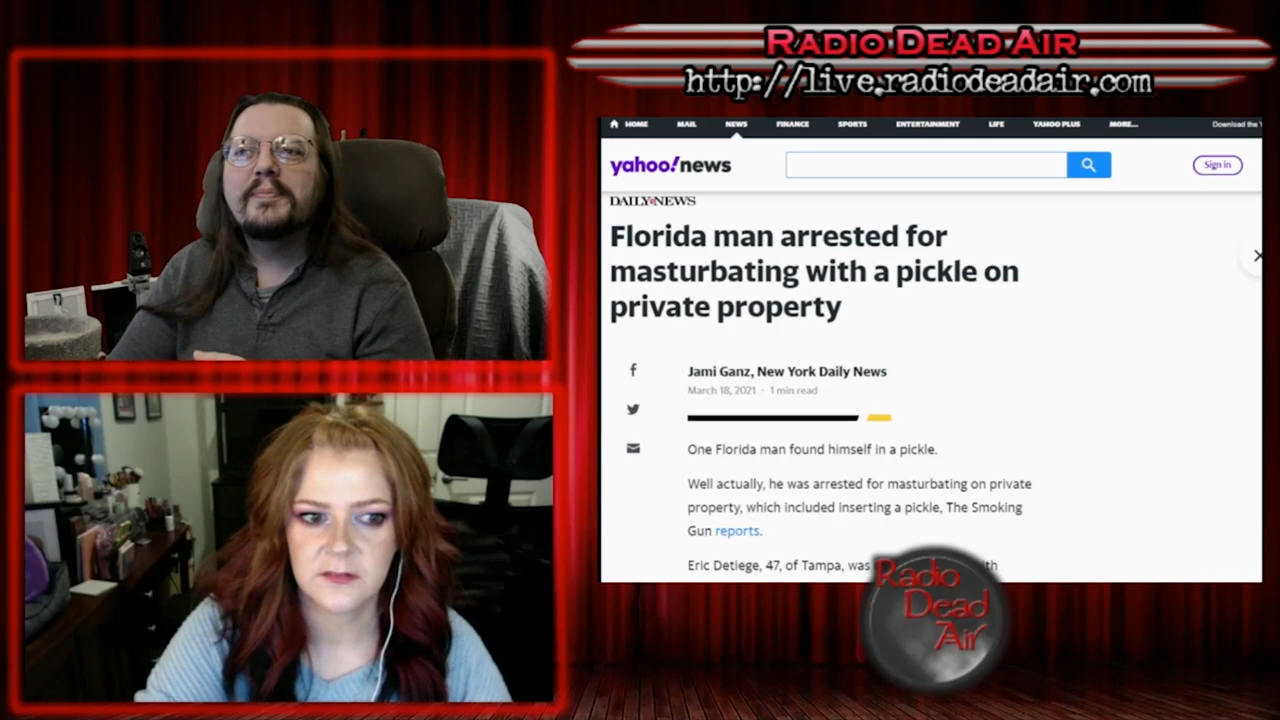 RADIO DEAD AIR
http://live.radiodeadair.com
HOME MAIL NEWS FINANCE SPORTS ENTERTAINMENT LIFE YAHOO PLUS MORE... Download the
yahoo!news
Sign in
DAILY NEWS
Florida man arrested for
masturbating with a pickle on
private property
Jami Ganz, New York Daily News
March 18, 2021 · 1 min read
One Florida man found himself in a pickle.
Well actually, he was arrested for masturbating on private
property, which included inserting a pickle, The Smoking
Gun reports.
Eric Detiege, 47, of Tampa, was
Radio
Dead
Air